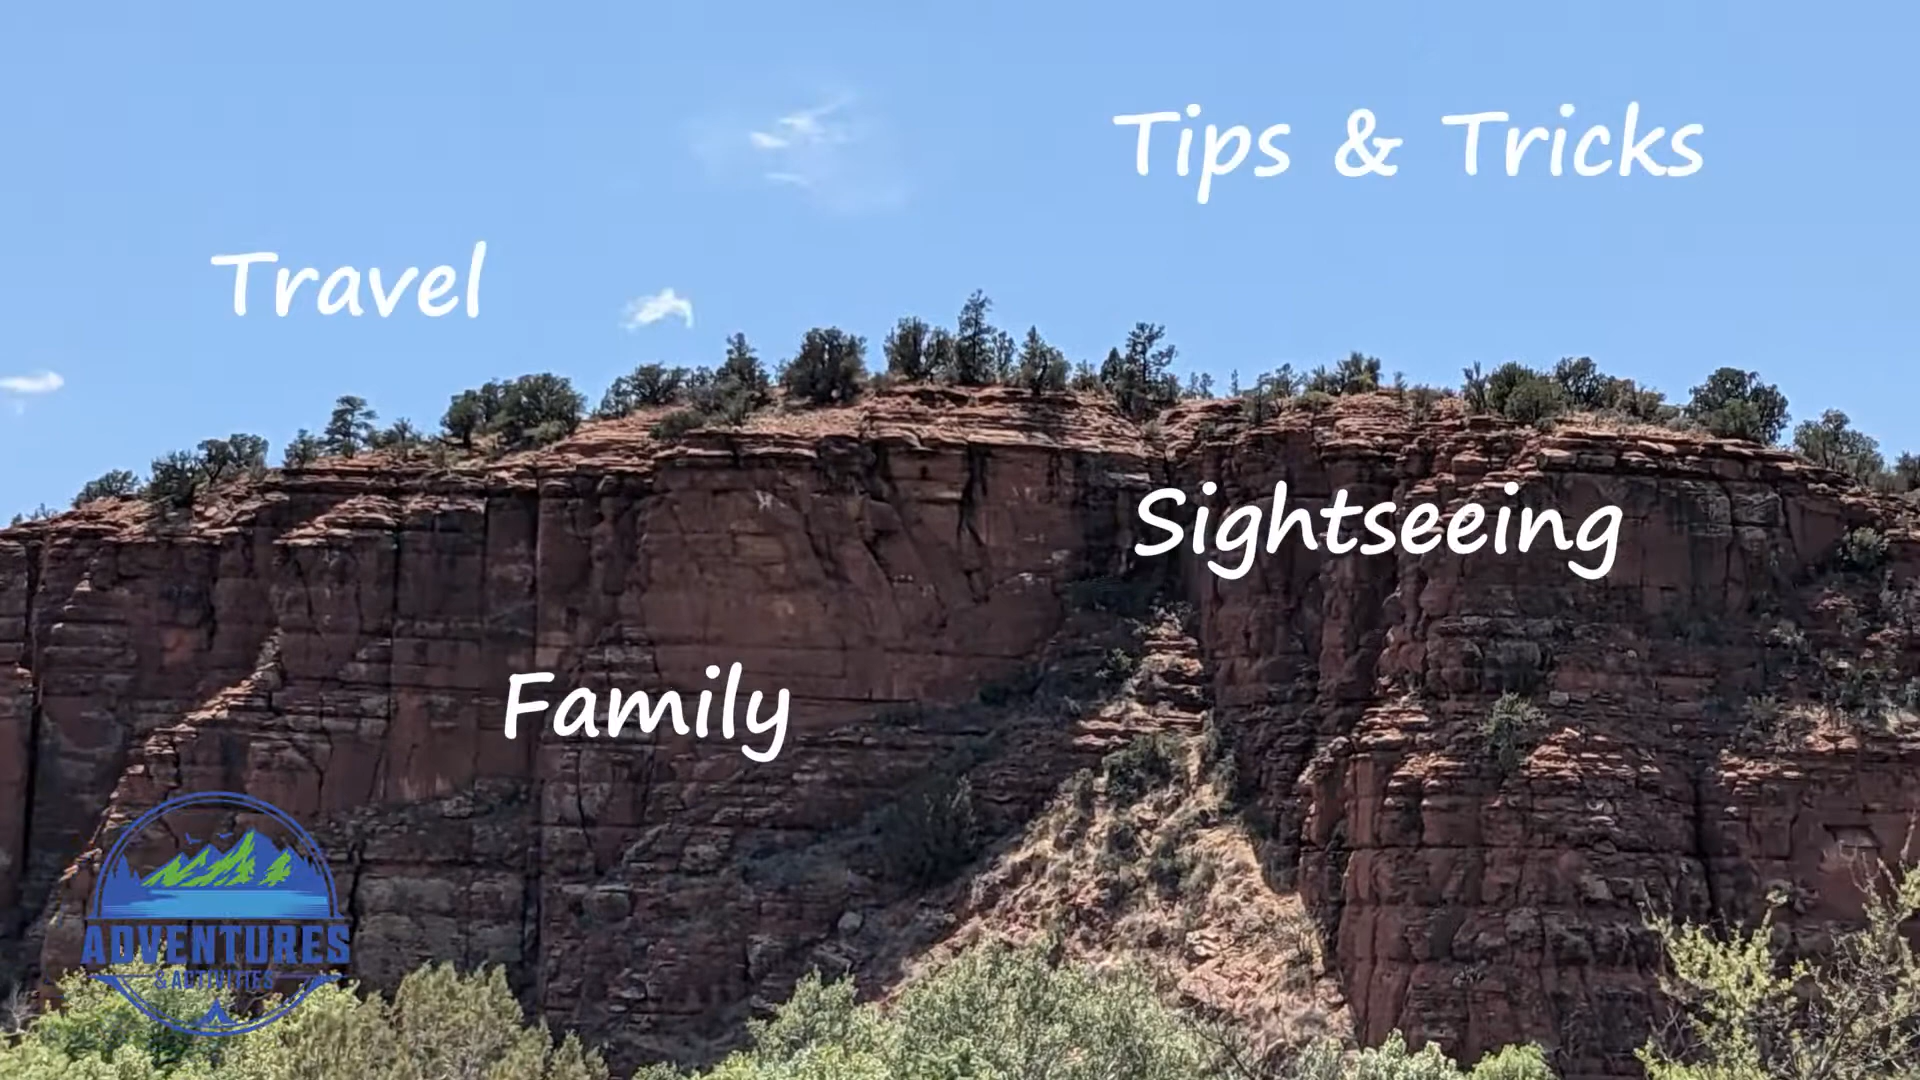 Tips & Tricks
Travel
Sightseeing
Family
ADVENTURES
& ACTIVITIES